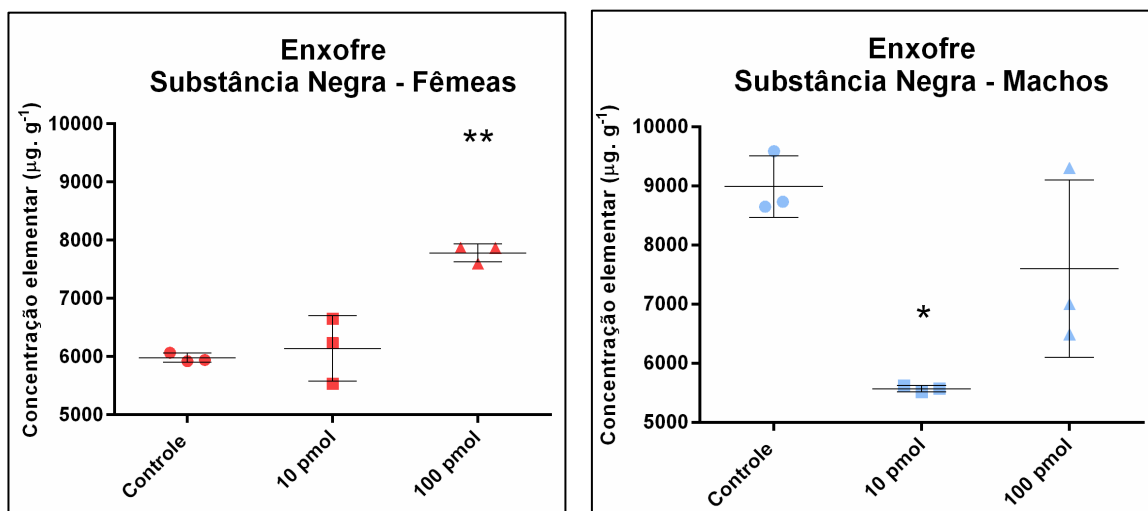 Enxofre
Substância Negra - Fêmeas
Concentração elementar (µg. g⁻¹)
10000
9000
8000
7000
6000
5000
**
Controle
10 pmol
100 pmol
Enxofre
Substância Negra - Machos
Concentração elementar (µg. g⁻¹)
10000
9000
8000
7000
6000
5000
*
Controle
10 pmol
100 pmol